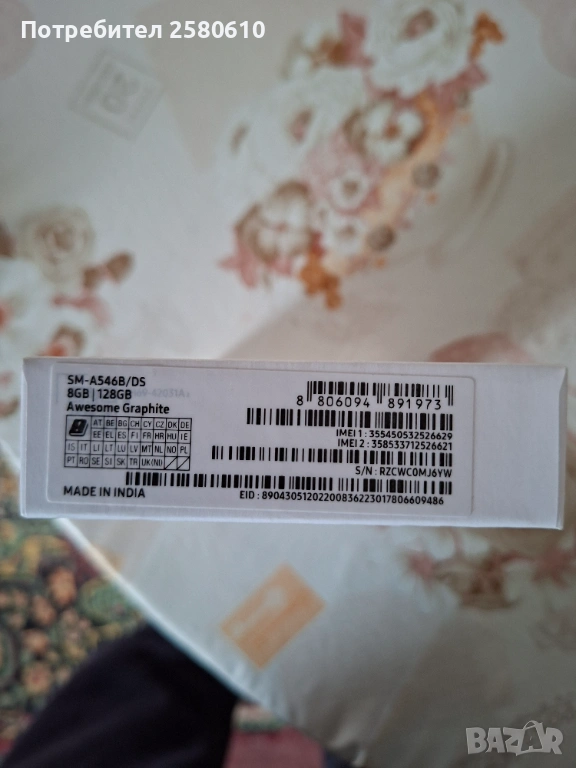 Потребител 2580610
SM-A546B/DS
8GB | 128GB
Awesome Graphite
AT BE BG CH CY CZ DK DE
EE EL ES FI FR HR HU IE
IS IT LI LT LU LV MT NL NO PL
PT RO SE SI SK TR UK(NI)
MADE IN INDIA
8 806094 891973
IMEI 1 : 355450532526629
IMEI 2 : 358533712526621
S/N : RZCWC0MJ6YW
EID : 89043051202200836223017806609486
BAZAR